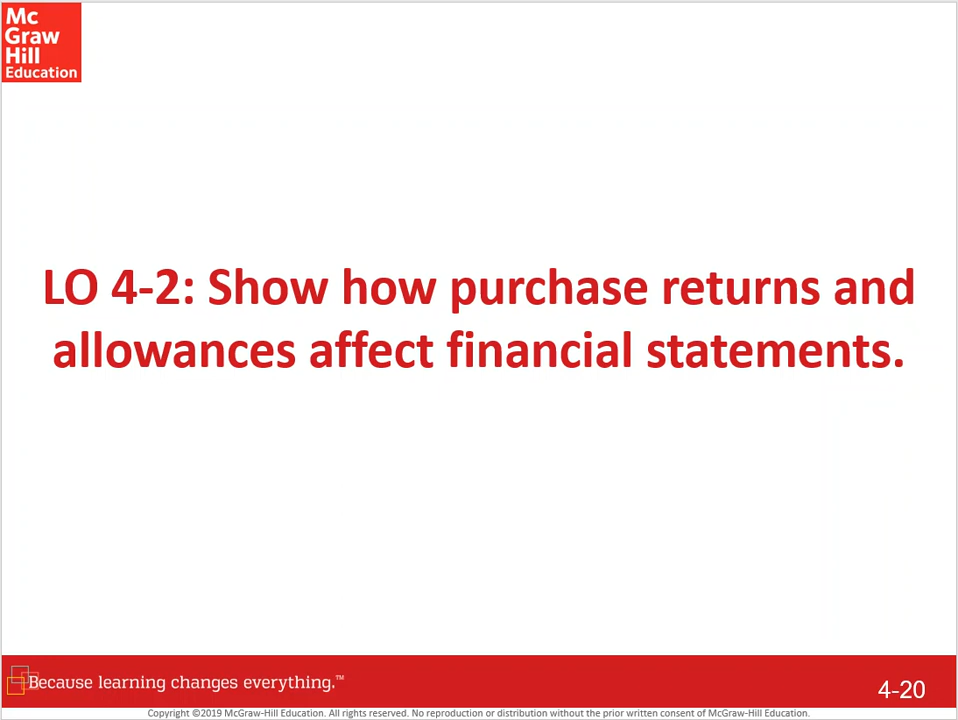 Mc
Graw
Hill
Education
LO 4-2: Show how purchase returns and
allowances affect financial statements.
Because learning changes everything.™
4-20
Copyright ©2019 McGraw-Hill Education. All rights reserved. No reproduction or distribution without the prior written consent of McGraw-Hill Education.